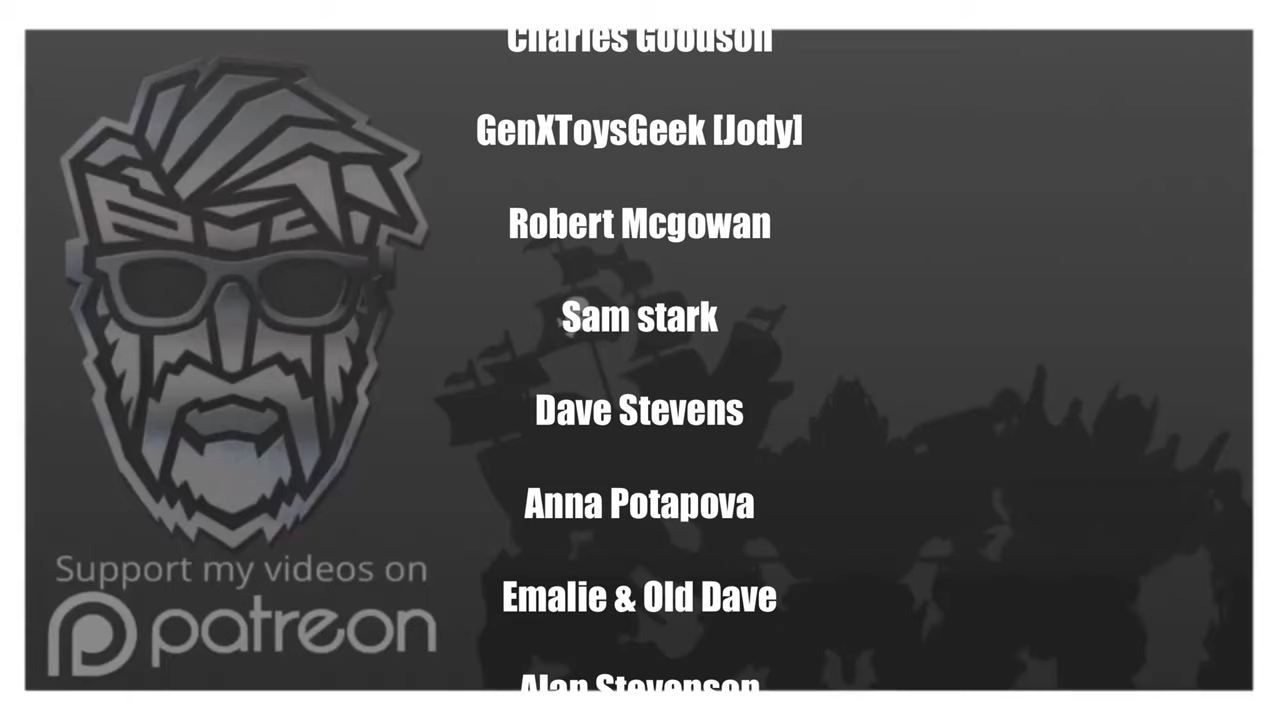 Charles Goodson
GenXToysGeek [Jody]
Robert Mcgowan
Sam stark
Dave Stevens
Anna Potapova
Emalie & Old Dave
Alan Stevenson
Support my videos on
patreon